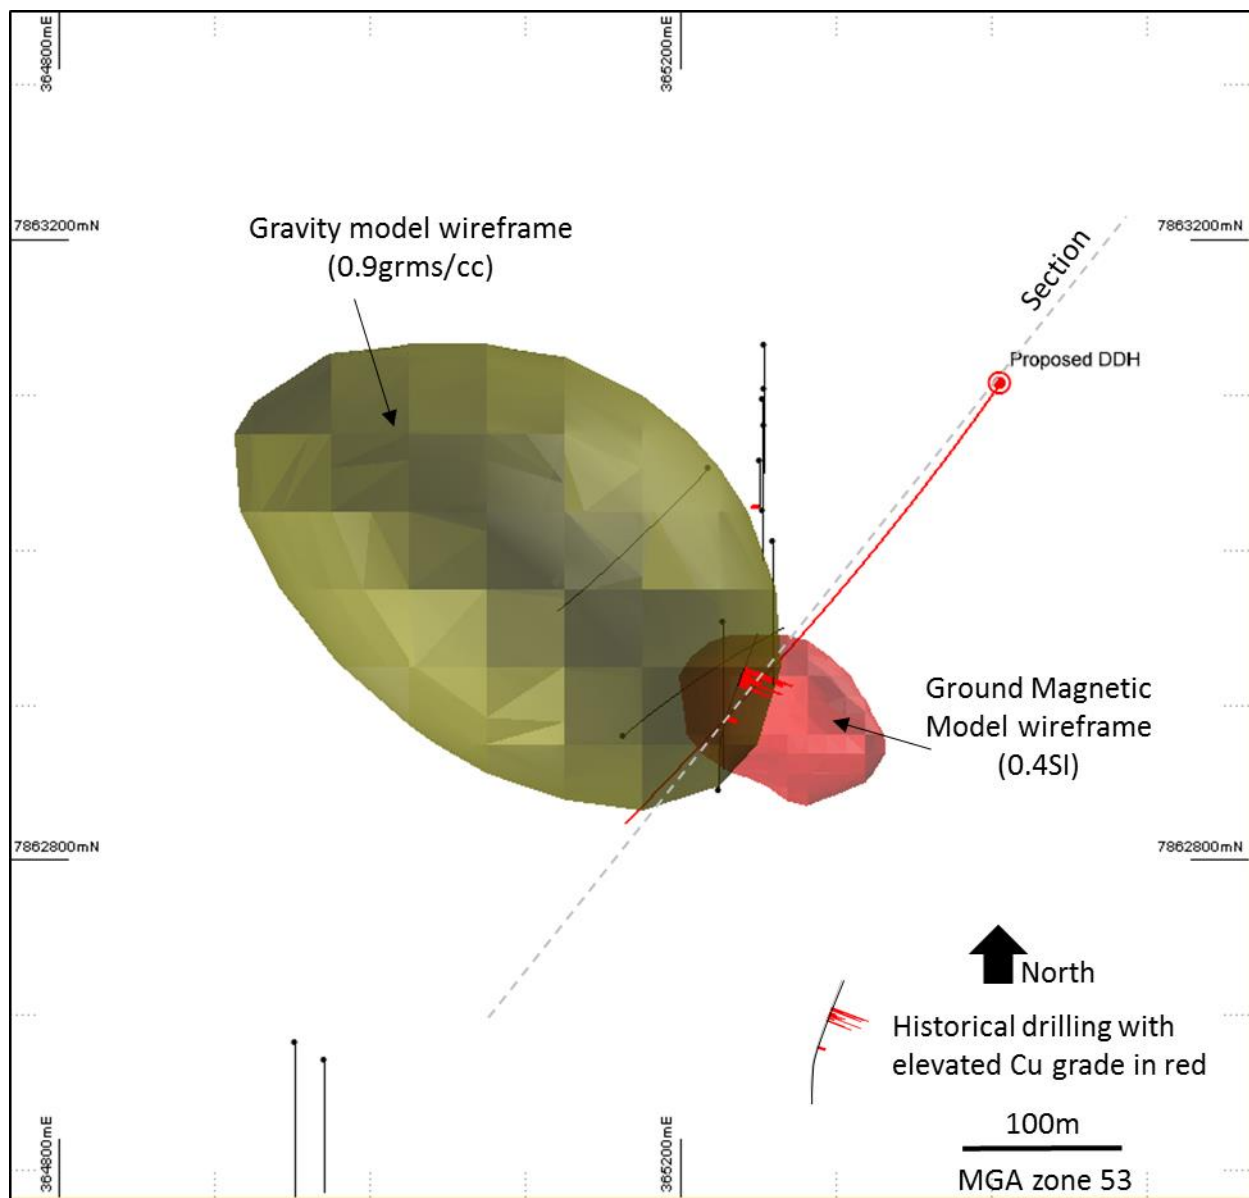 364800mE
365200mE
7863200mN
7863200mN
Gravity model wireframe
(0.9grms/cc)
Section
Proposed DDH
Ground Magnetic
Model wireframe
(0.4SI)
7862800mN
7862800mN
North
Historical drilling with
elevated Cu grade in red
100m
MGA zone 53
364800mE
365200mE